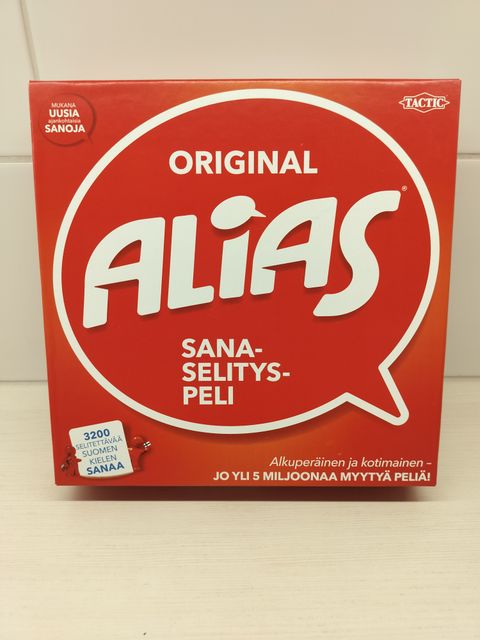 MUKANA
UUSIA
ajankohtaisia
SANOJA
TACTIC
ORIGINAL
ALiAS®
SANA-
SELITYS-
PELI
3200
SELITETTÄVÄÄ
SUOMEN
KIELEN
SANAA
Alkuperäinen ja kotimainen –
JO YLI 5 MILJOONAA MYYTYÄ PELIÄ!